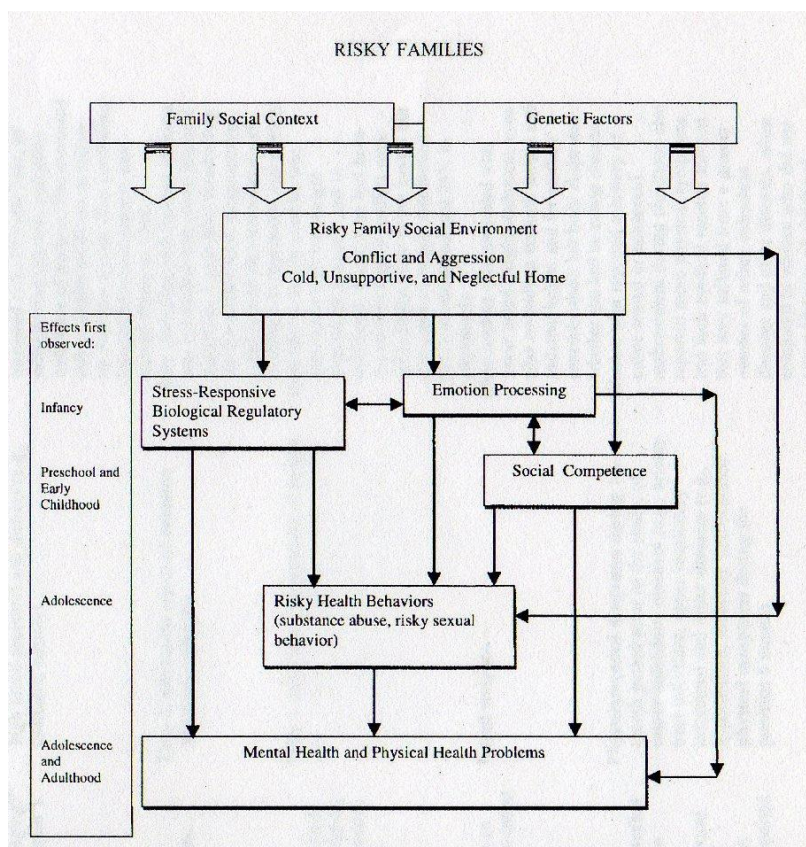 RISKY FAMILIES
Family Social Context
Genetic Factors
Risky Family Social Environment
Conflict and Aggression
Cold, Unsupportive, and Neglectful Home
Effects first
observed:
Infancy
Preschool and
Early
Childhood
Adolescence
Adolescence
and
Adulthood
Stress-Responsive
Biological Regulatory
Systems
Emotion Processing
Social Competence
Risky Health Behaviors
(substance abuse, risky sexual
behavior)
Mental Health and Physical Health Problems